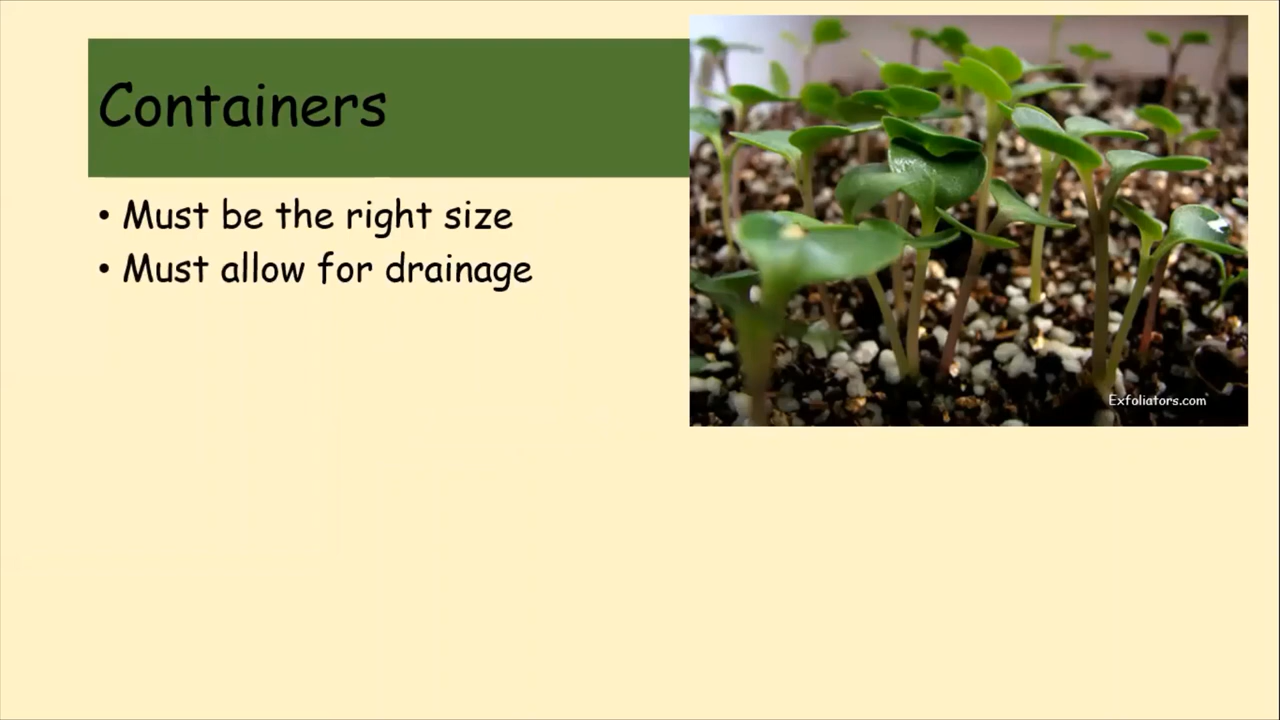 Containers
• Must be the right size
• Must allow for drainage
Exfoliators.com